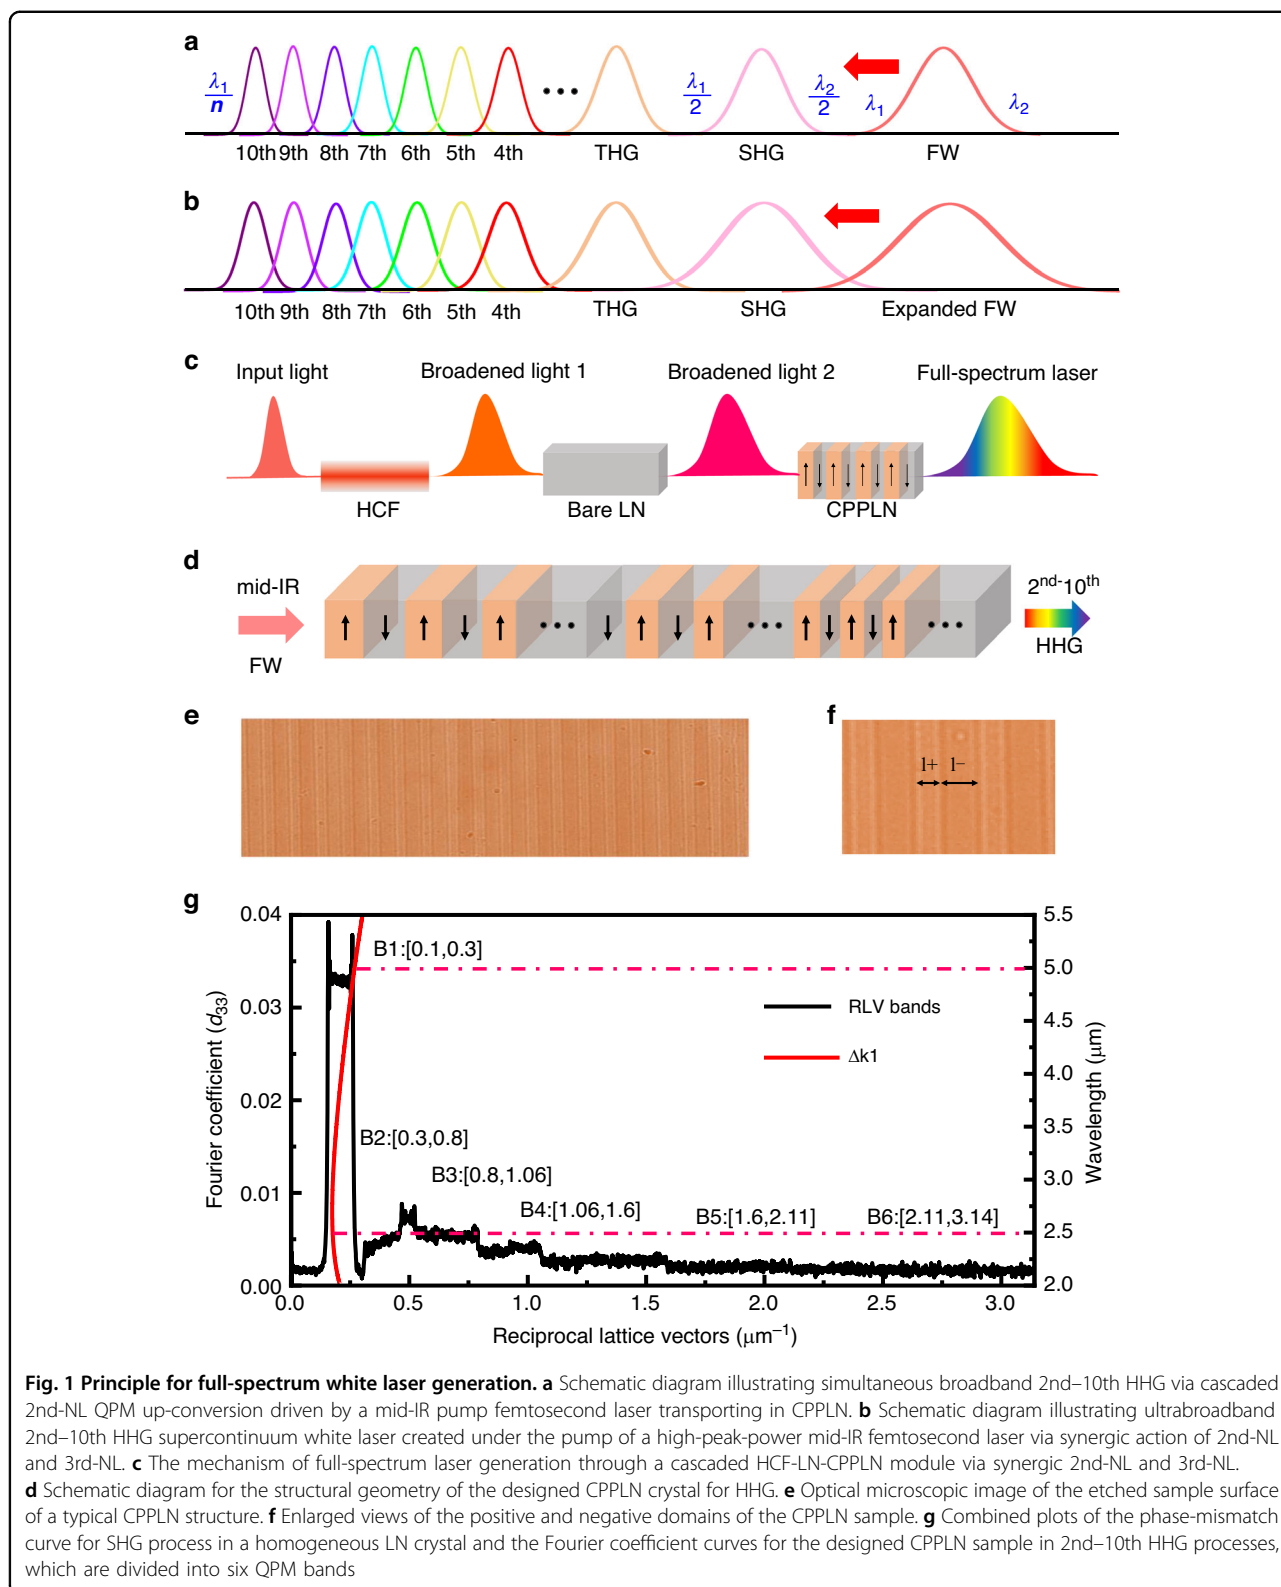 a
λ1/n λ1/2 λ2/2 λ1 λ2
10th 9th 8th 7th 6th 5th 4th THG SHG FW
b
10th 9th 8th 7th 6th 5th 4th THG SHG Expanded FW
c
Input light Broadened light 1 Broadened light 2 Full-spectrum laser
HCF Bare LN CPPLN
d
mid-IR 2nd-10th
FW HHG
e f
l+ l−
g
0.04 5.5
B1:[0.1,0.3] 5.0
0.03 RLV bands 4.5
Δk1
4.0
0.02 3.5
B2:[0.3,0.8]
B3:[0.8,1.06] 3.0
0.01 B4:[1.06,1.6] B5:[1.6,2.11] B6:[2.11,3.14]
2.5
0.00 2.0
0.0 0.5 1.0 1.5 2.0 2.5 3.0
Fourier coefficient (d33)
Wavelength (μm)
Reciprocal lattice vectors (μm−1)
Fig. 1 Principle for full-spectrum white laser generation. a Schematic diagram illustrating simultaneous broadband 2nd–10th HHG via cascaded
2nd-NL QPM up-conversion driven by a mid-IR pump femtosecond laser transporting in CPPLN. b Schematic diagram illustrating ultrabroadband
2nd–10th HHG supercontinuum white laser created under the pump of a high-peak-power mid-IR femtosecond laser via synergic action of 2nd-NL
and 3rd-NL. c The mechanism of full-spectrum laser generation through a cascaded HCF-LN-CPPLN module via synergic 2nd-NL and 3rd-NL.
d Schematic diagram for the structural geometry of the designed CPPLN crystal for HHG. e Optical microscopic image of the etched sample surface
of a typical CPPLN structure. f Enlarged views of the positive and negative domains of the CPPLN sample. g Combined plots of the phase-mismatch
curve for SHG process in a homogeneous LN crystal and the Fourier coefficient curves for the designed CPPLN sample in 2nd–10th HHG processes,
which are divided into six QPM bands